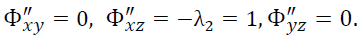 Φ″xy = 0, Φ″xz = −λ₂ = 1, Φ″yz = 0.